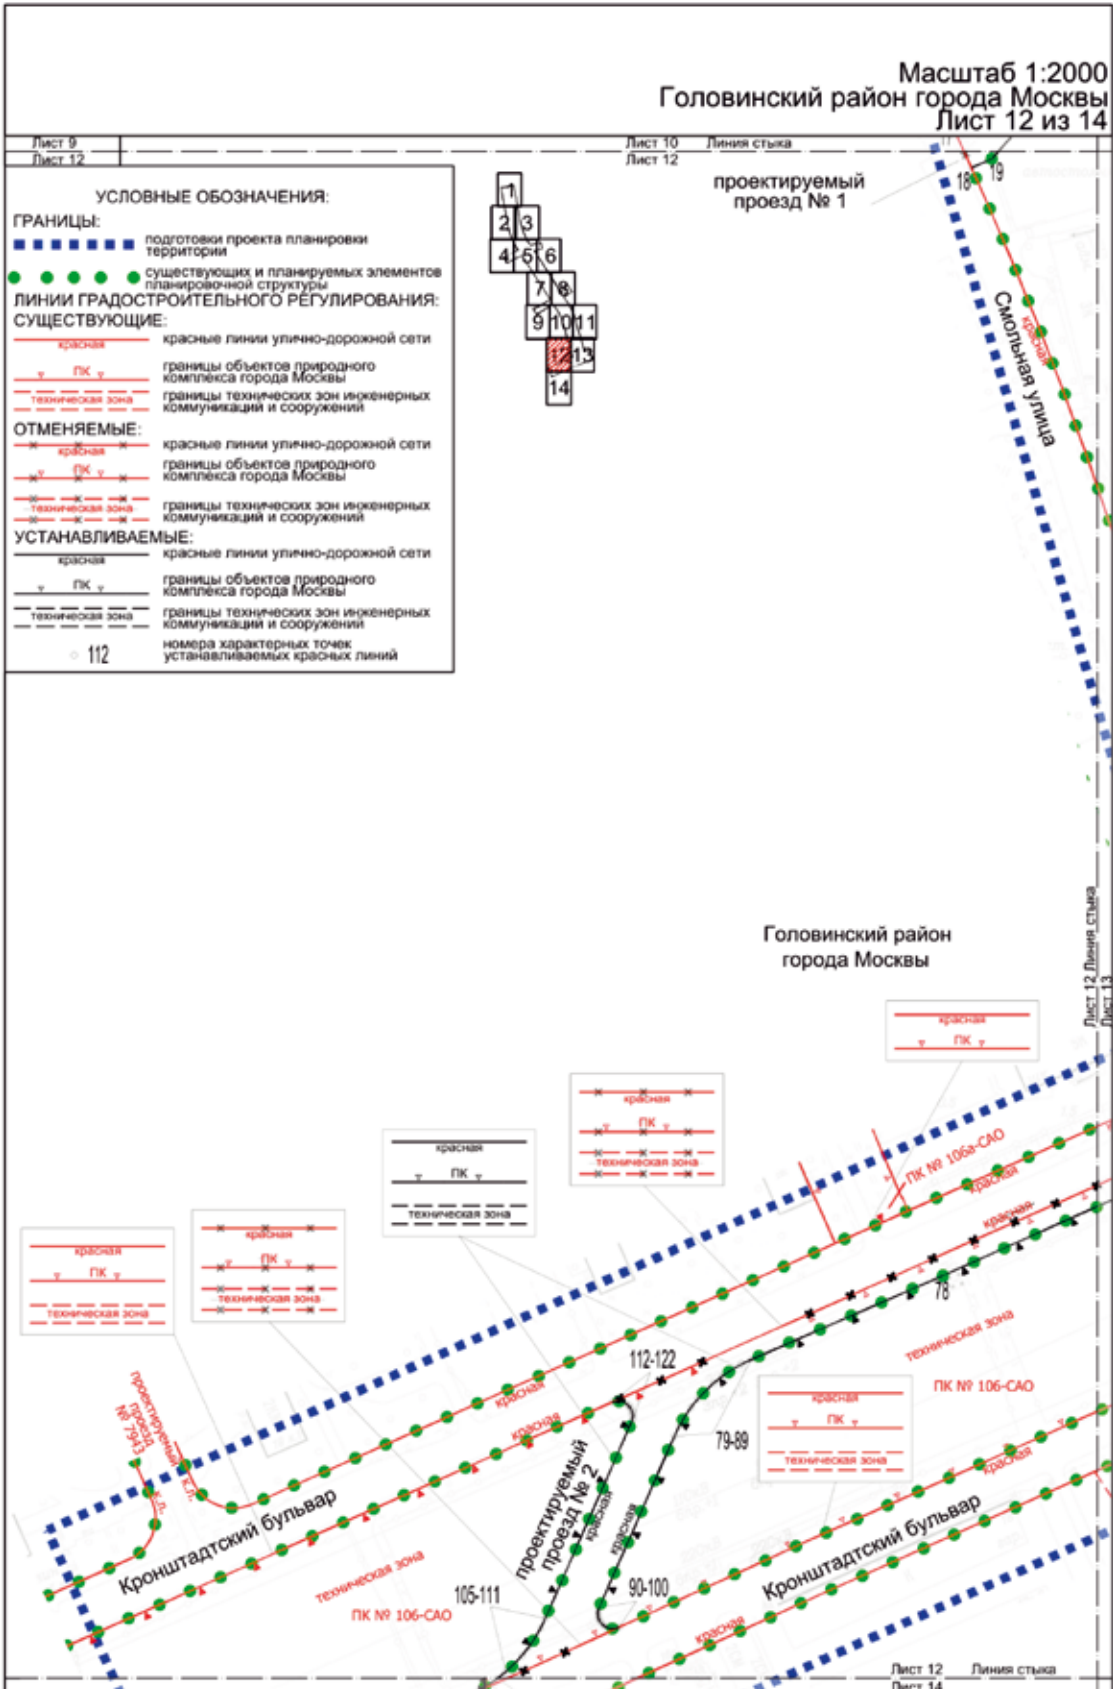 Масштаб 1:2000
Головинский район города Москвы
Лист 12 из 14
Лист 9
Лист 12
Лист 10 Линия стыка
Лист 12
УСЛОВНЫЕ ОБОЗНАЧЕНИЯ:
ГРАНИЦЫ:
подготовки проекта планировки
территории
существующих и планируемых элементов
планировочной структуры
ЛИНИИ ГРАДОСТРОИТЕЛЬНОГО РЕГУЛИРОВАНИЯ:
СУЩЕСТВУЮЩИЕ:
красная
красные линии улично-дорожной сети
ПК
границы объектов природного
комплекса города Москвы
техническая зона
границы технических зон инженерных
коммуникаций и сооружений
ОТМЕНЯЕМЫЕ:
красная
красные линии улично-дорожной сети
ПК
границы объектов природного
комплекса города Москвы
техническая зона
границы технических зон инженерных
коммуникаций и сооружений
УСТАНАВЛИВАЕМЫЕ:
красная
красные линии улично-дорожной сети
ПК
границы объектов природного
комплекса города Москвы
техническая зона
границы технических зон инженерных
коммуникаций и сооружений
112
номера характерных точек
устанавливаемых красных линий
1
2 3
4 5 6
7 8
9 10 11
12 13
14
проектируемый
проезд № 1
17
18
19
Смольная улица
красная
Головинский район
города Москвы
Лист 12 Линия стыка
Лист 13
красная
ПК
красная
ПК
техническая зона
красная
ПК
техническая зона
красная
ПК
техническая зона
красная
ПК
техническая зона
ПК № 106а-САО
красная
красная
78
техническая зона
ПК № 106-САО
112-122
79-89
красная
ПК
техническая зона
проектируемый
проезд
№ 7943
к.л.
к.л.
красная
красная
Кронштадтский бульвар
проектируемый
проезд № 2
красная
красная
техническая зона
ПК № 106-САО
105-111
90-100
красная
Кронштадтский бульвар
красная
Лист 12 Линия стыка
Лист 14